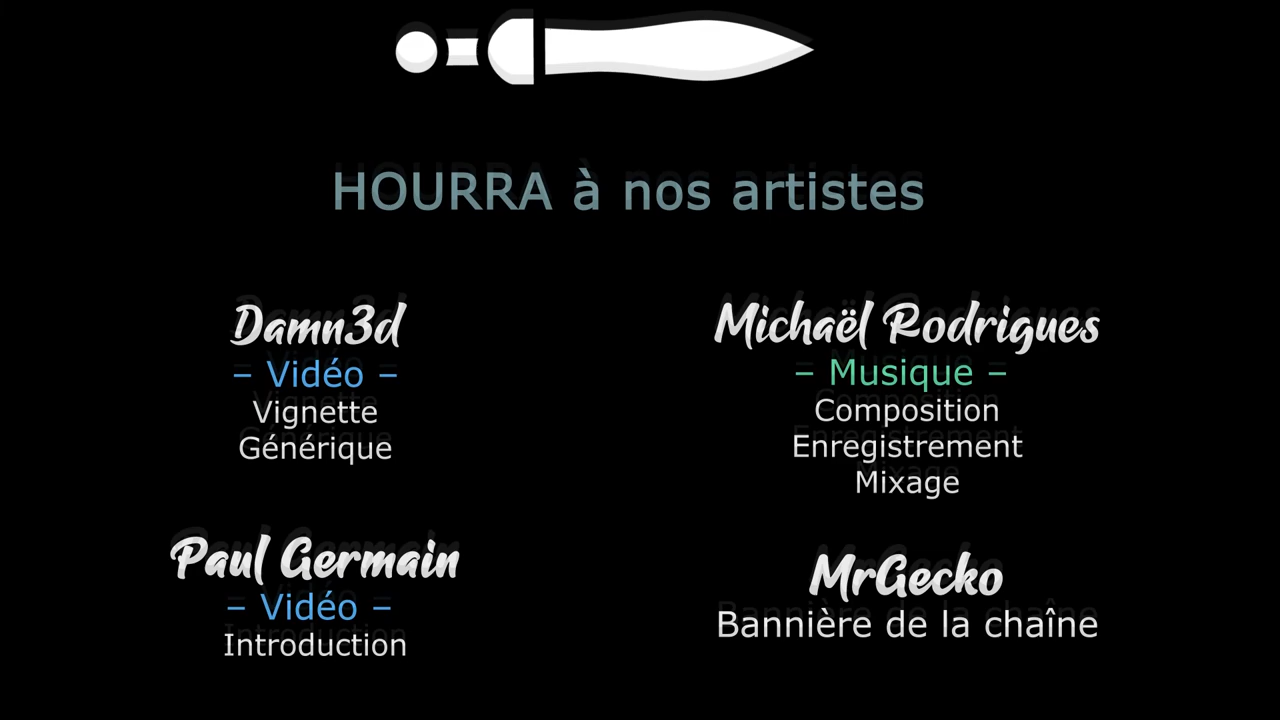 HOURRA à nos artistes
Damn3d
– Vidéo –
Vignette
Générique
Michaël Rodrigues
– Musique –
Composition
Enregistrement
Mixage
Paul Germain
– Vidéo –
Introduction
MrGecko
Bannière de la chaîne